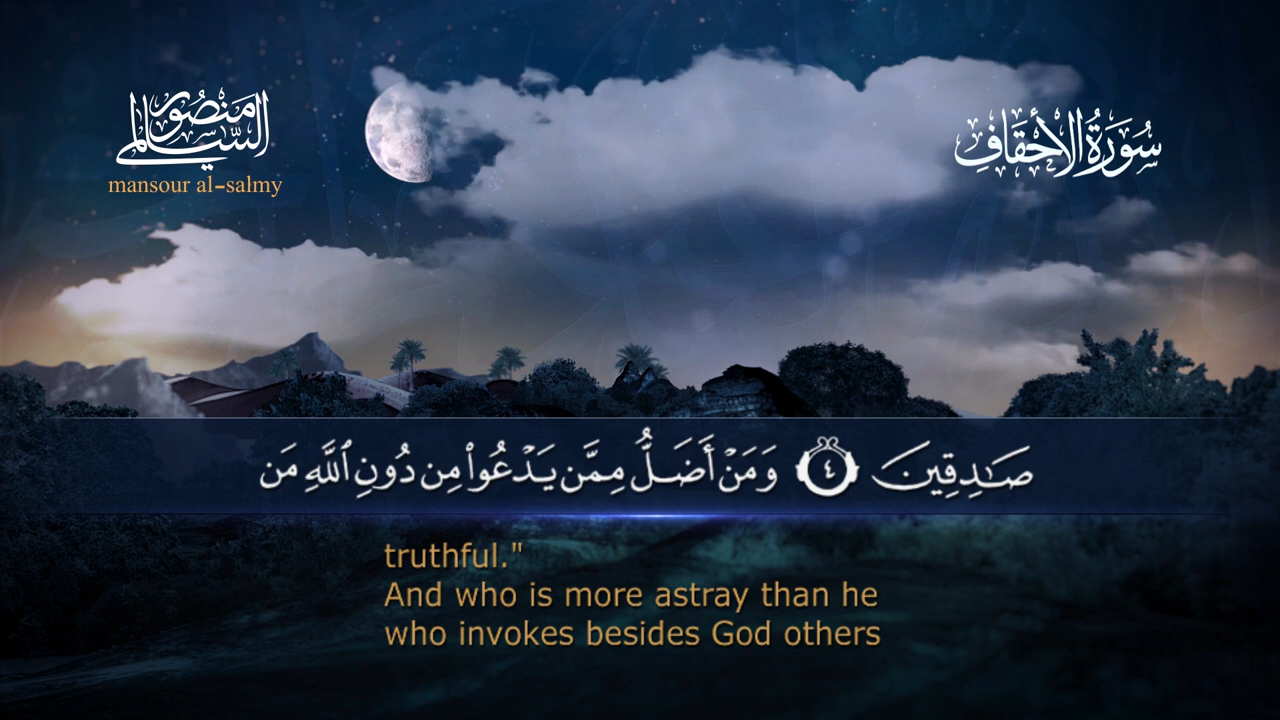 منصور السالمي
mansour al-salmy
سُورَةُ الأَحْقَافِ
صَـٰدِقِينَ ٤ وَمَنْ أَضَلُّ مِمَّن يَدْعُوا۟ مِن دُونِ ٱللَّهِ مَن
truthful."
And who is more astray than he
who invokes besides God others